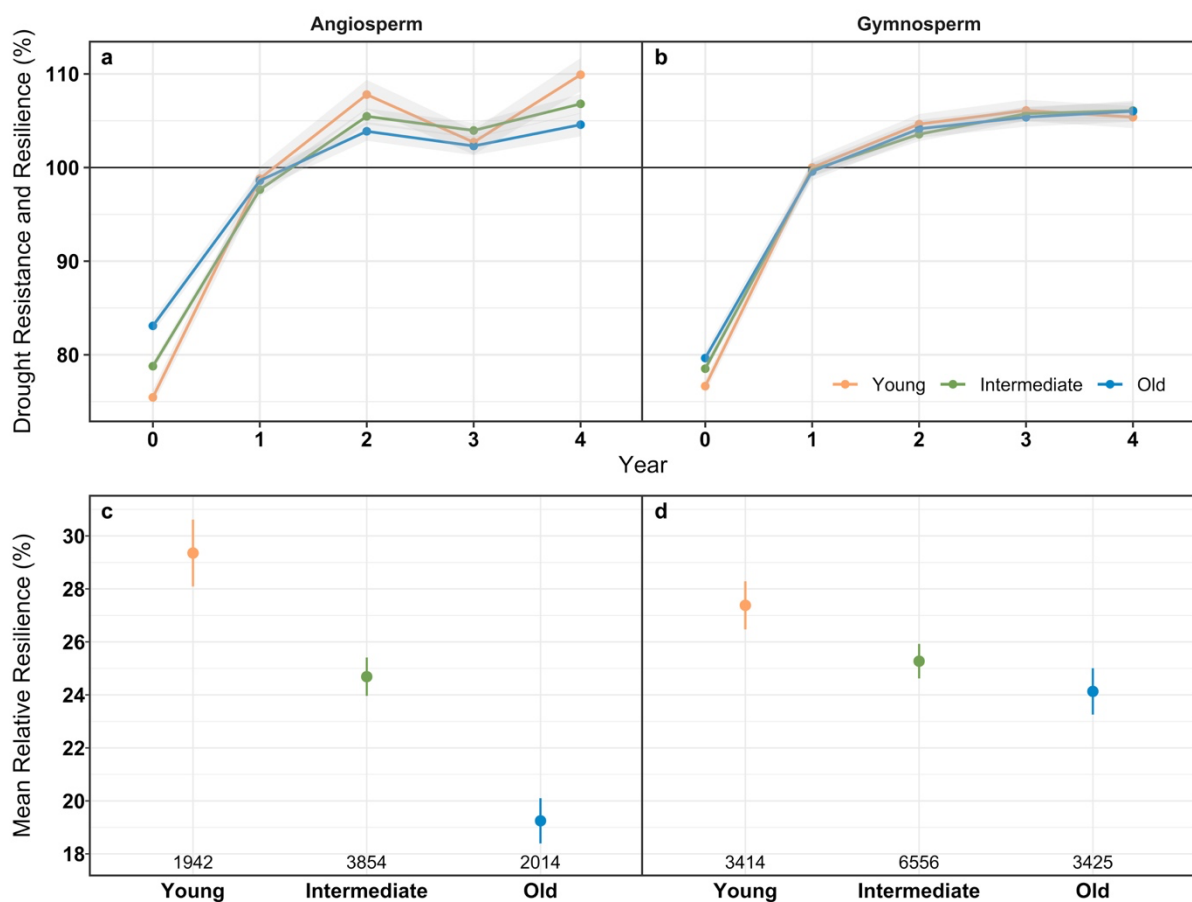 Angiosperm Gymnosperm
Drought Resistance and Resilience (%)
a b
110
100
90
80
Young Intermediate Old
0 1 2 3 4 0 1 2 3 4
Year
Mean Relative Resilience (%)
c d
30
28
26
24
22
20
18
1942 3854 2014 3414 6556 3425
Young Intermediate Old Young Intermediate Old